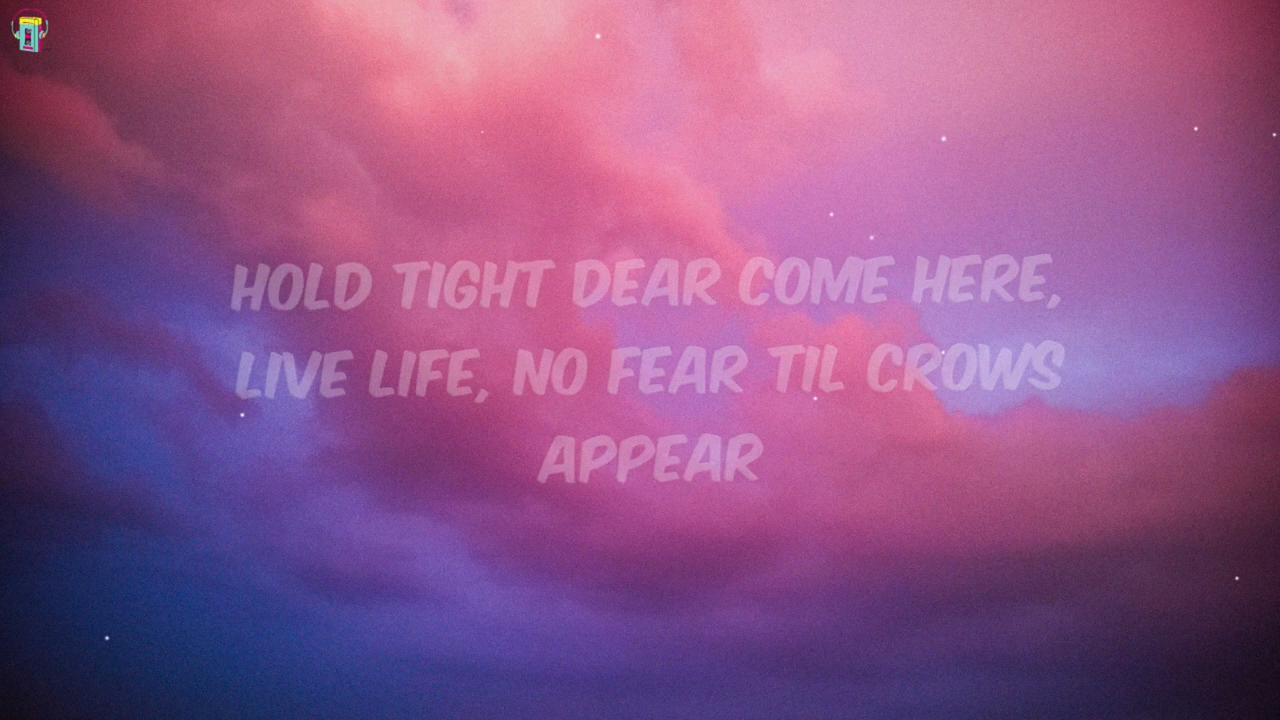 HOLD TIGHT DEAR COME HERE,
LIVE LIFE, NO FEAR TIL CROWS
APPEAR